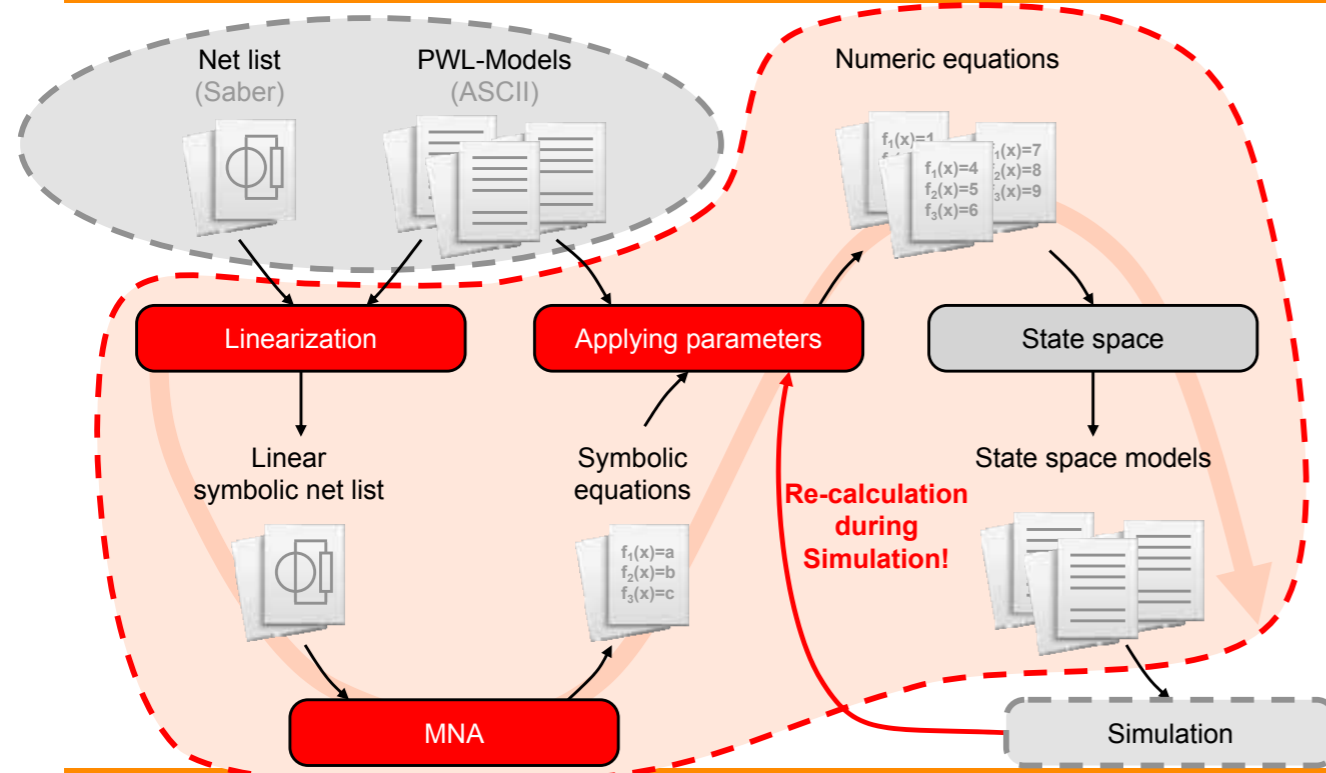 Net list
(Saber)
PWL-Models
(ASCII)
Numeric equations
f₁(x)=1
f₁(x)=4
f₂(x)=5
f₃(x)=6
f₁(x)=7
f₂(x)=8
f₃(x)=9
Linearization
Applying parameters
State space
Linear
symbolic net list
Symbolic
equations
State space models
Re-calculation
during
Simulation!
f₁(x)=a
f₂(x)=b
f₃(x)=c
MNA
Simulation